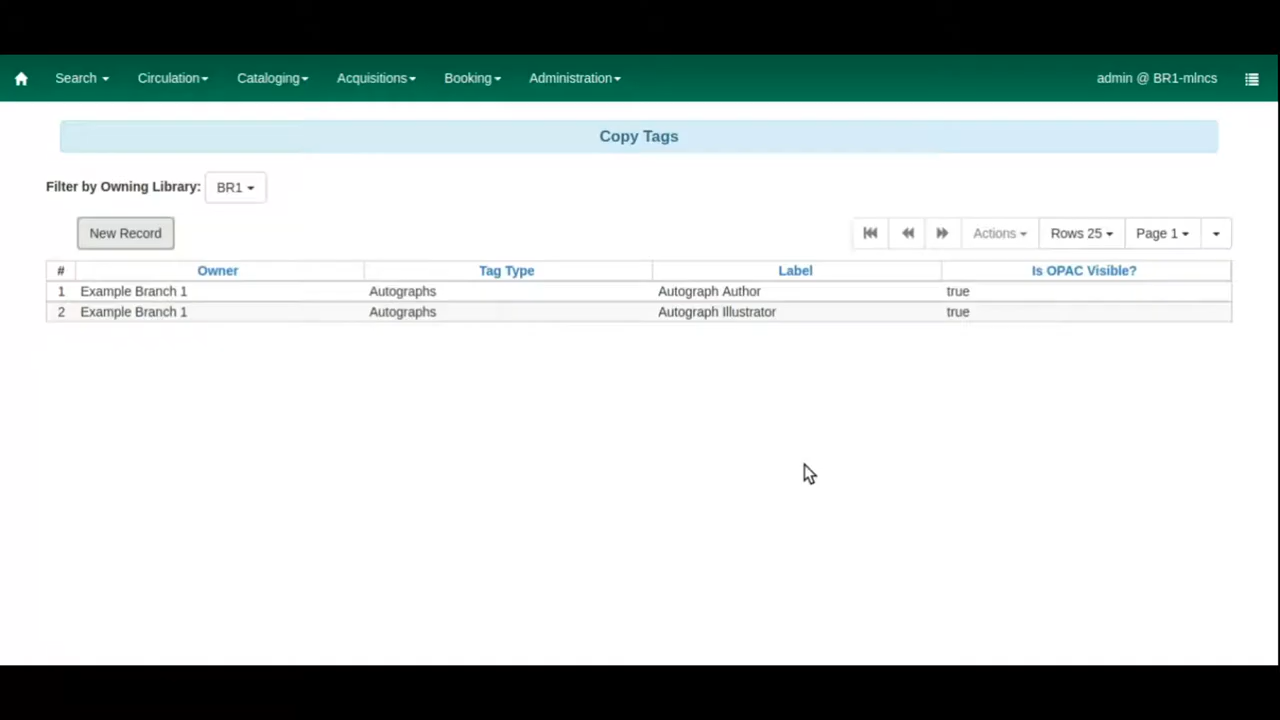 Search Circulation Cataloging Acquisitions Booking Administration admin @ BR1-mlncs
Copy Tags
Filter by Owning Library: BR1
New Record Actions Rows 25 Page 1
# Owner Tag Type Label Is OPAC Visible?
1 Example Branch 1 Autographs Autograph Author true
2 Example Branch 1 Autographs Autograph Illustrator true